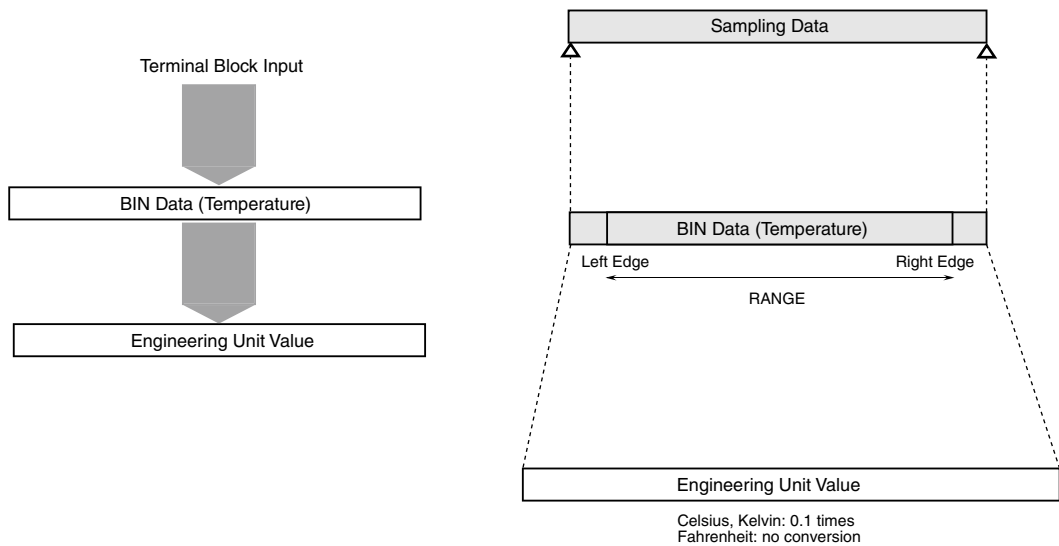 Terminal Block Input
BIN Data (Temperature)
Engineering Unit Value
Sampling Data
BIN Data (Temperature)
Left Edge
Right Edge
RANGE
Engineering Unit Value
Celsius, Kelvin: 0.1 times
Fahrenheit: no conversion